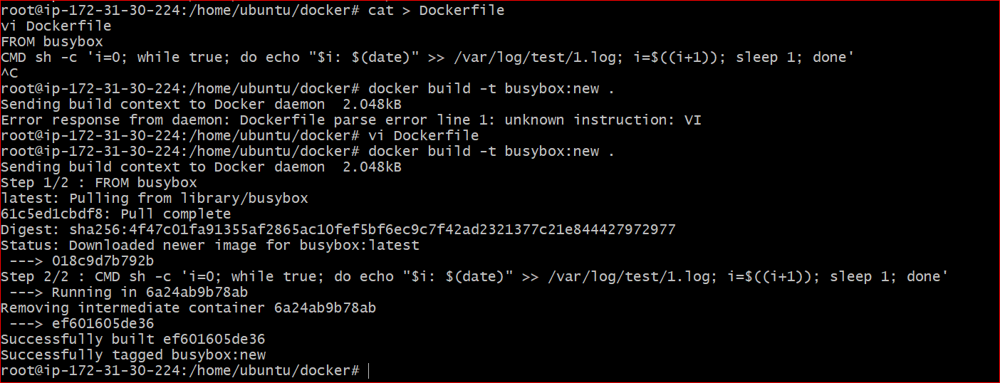 root@ip-172-31-30-224:/home/ubuntu/docker# cat > Dockerfile
vi Dockerfile
FROM busybox
CMD sh -c 'i=0; while true; do echo "$i: $(date)" >> /var/log/test/1.log; i=$((i+1)); sleep 1; done'
^C
root@ip-172-31-30-224:/home/ubuntu/docker# docker build -t busybox:new .
Sending build context to Docker daemon  2.048kB
Error response from daemon: Dockerfile parse error line 1: unknown instruction: VI
root@ip-172-31-30-224:/home/ubuntu/docker# vi Dockerfile
root@ip-172-31-30-224:/home/ubuntu/docker# docker build -t busybox:new .
Sending build context to Docker daemon  2.048kB
Step 1/2 : FROM busybox
latest: Pulling from library/busybox
61c5ed1cbdf8: Pull complete
Digest: sha256:4f47c01fa91355af2865ac10fef5bf6ec9c7f42ad2321377c21e844427972977
Status: Downloaded newer image for busybox:latest
 ---> 018c9d7b792b
Step 2/2 : CMD sh -c 'i=0; while true; do echo "$i: $(date)" >> /var/log/test/1.log; i=$((i+1)); sleep 1; done'
 ---> Running in 6a24ab9b78ab
Removing intermediate container 6a24ab9b78ab
 ---> ef601605de36
Successfully built ef601605de36
Successfully tagged busybox:new
root@ip-172-31-30-224:/home/ubuntu/docker#